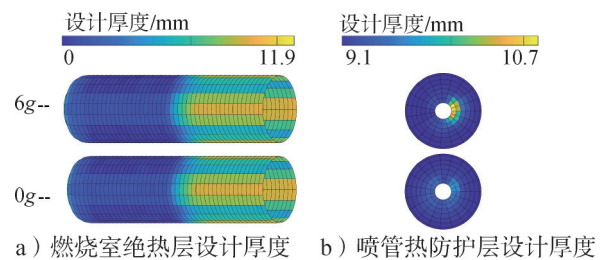 设计厚度/mm
0 11.9
设计厚度/mm
9.1 10.7
6g--
0g--
a）燃烧室绝热层设计厚度
b）喷管热防护层设计厚度